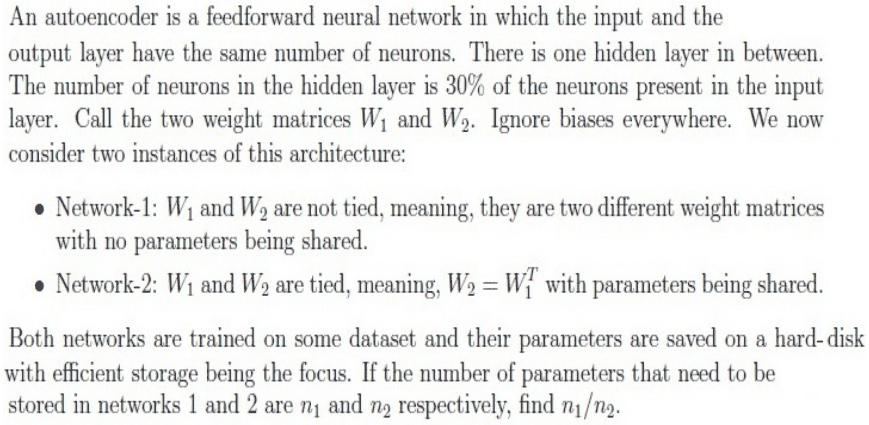 An autoencoder is a feedforward neural network in which the input and the
output layer have the same number of neurons. There is one hidden layer in between.
The number of neurons in the hidden layer is 30% of the neurons present in the input
layer. Call the two weight matrices W₁ and W₂. Ignore biases everywhere. We now
consider two instances of this architecture:
• Network-1: W₁ and W₂ are not tied, meaning, they are two different weight matrices
with no parameters being shared.
• Network-2: W₁ and W₂ are tied, meaning, W₂ = W₁ᵀ with parameters being shared.
Both networks are trained on some dataset and their parameters are saved on a hard-disk
with efficient storage being the focus. If the number of parameters that need to be
stored in networks 1 and 2 are n₁ and n₂ respectively, find n₁/n₂.